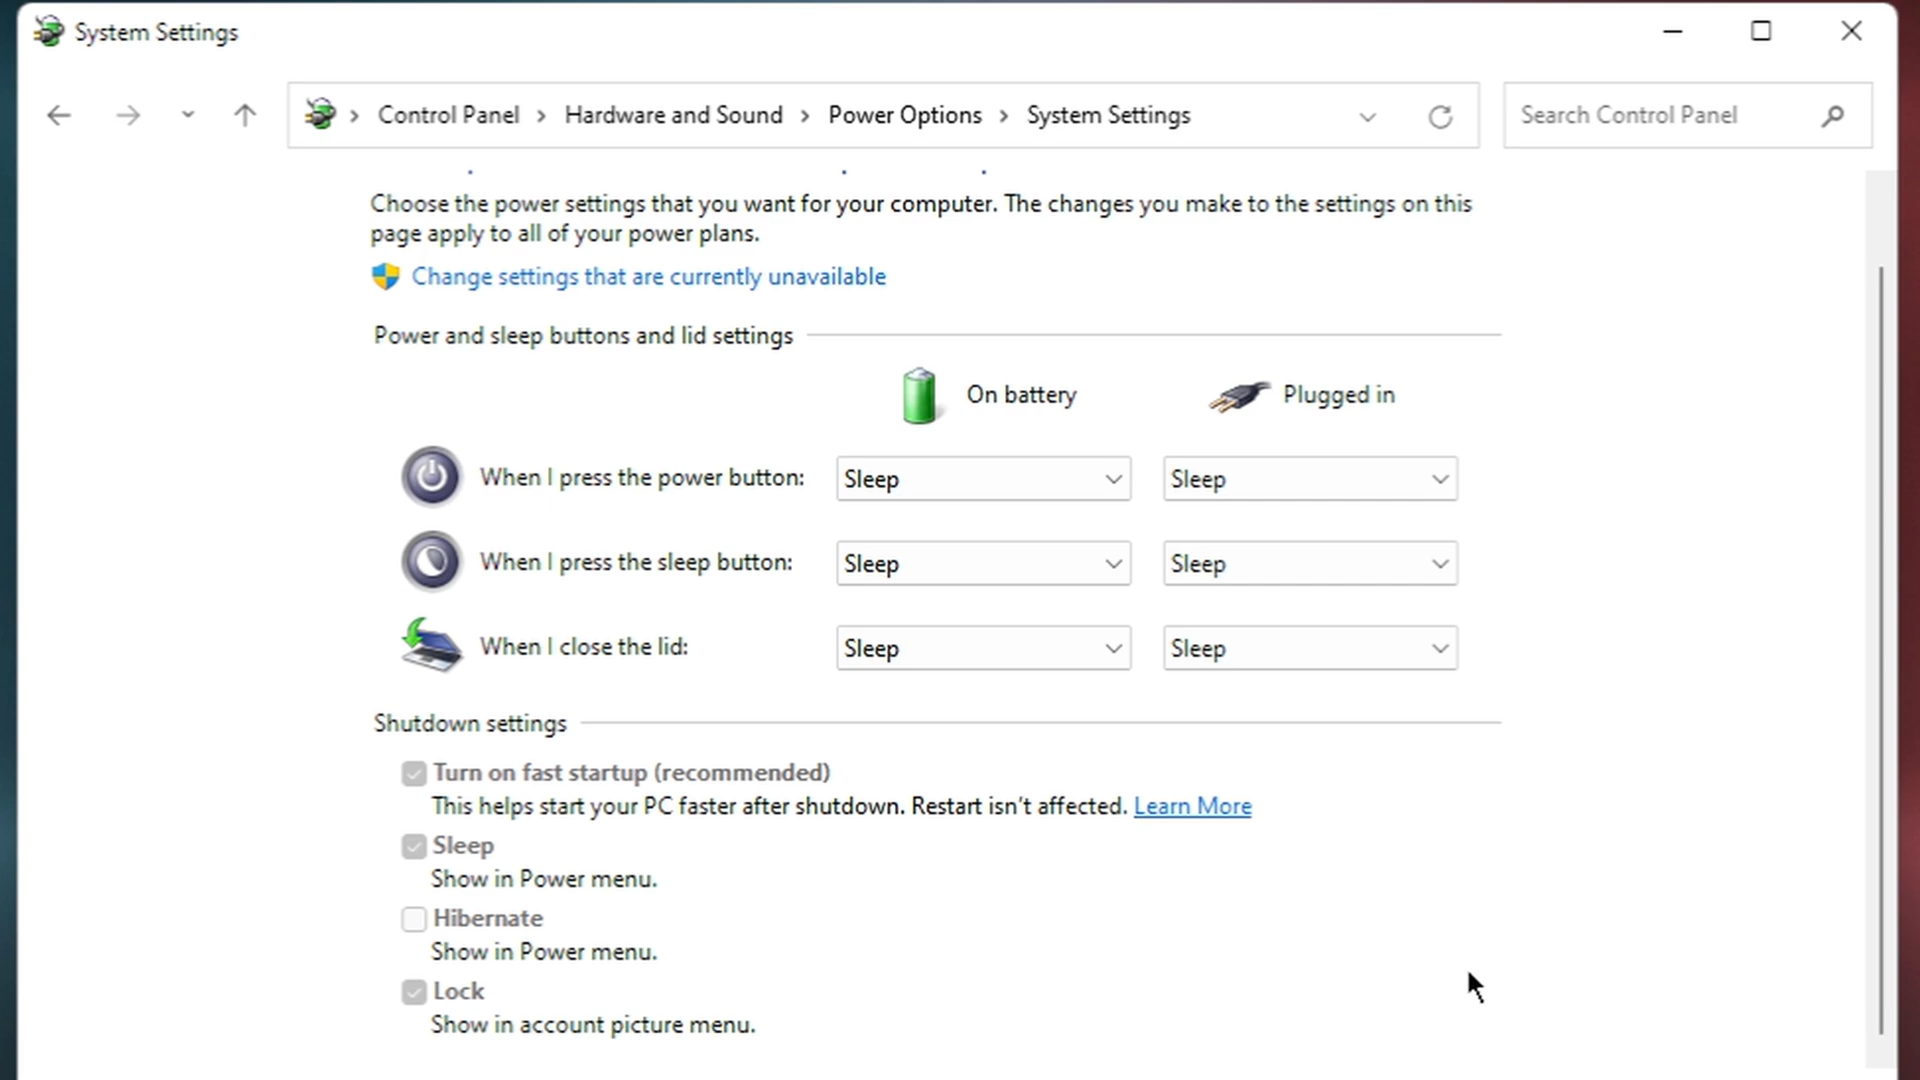 System Settings
Control Panel > Hardware and Sound > Power Options > System Settings
Search Control Panel
Choose the power settings that you want for your computer. The changes you make to the settings on this
page apply to all of your power plans.
Change settings that are currently unavailable
Power and sleep buttons and lid settings
On battery Plugged in
When I press the power button: Sleep Sleep
When I press the sleep button: Sleep Sleep
When I close the lid: Sleep Sleep
Shutdown settings
Turn on fast startup (recommended)
This helps start your PC faster after shutdown. Restart isn't affected. Learn More
Sleep
Show in Power menu.
Hibernate
Show in Power menu.
Lock
Show in account picture menu.